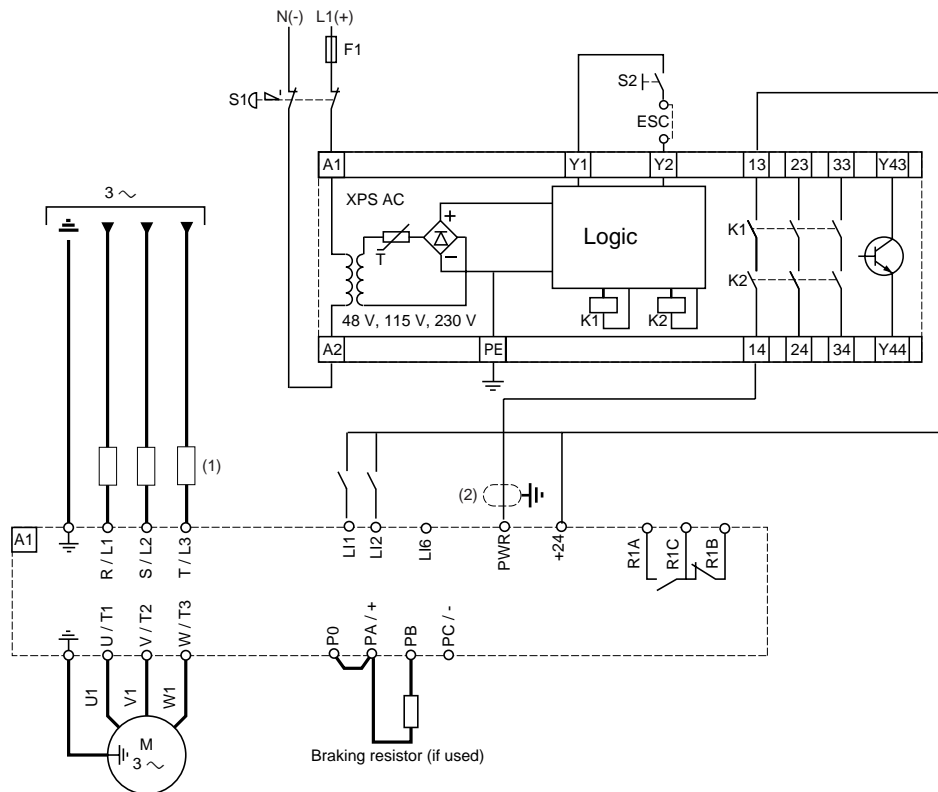 N(-) L1(+)
F1
S1
S2
ESC
A1 Y1 Y2 13 23 33 Y43
3
XPS AC
+
T
−
Logic
K1
K2
48 V, 115 V, 230 V
K1 K2
A2 PE 14 24 34 Y44
(1)
(2)
A1
R / L1
S / L2
T / L3
LI1
LI2
LI6
PWR
+24
R1A
R1C
R1B
U / T1
V / T2
W / T3
P0
PA / +
PB
PC / -
U1
V1
W1
M
3
Braking resistor (if used)